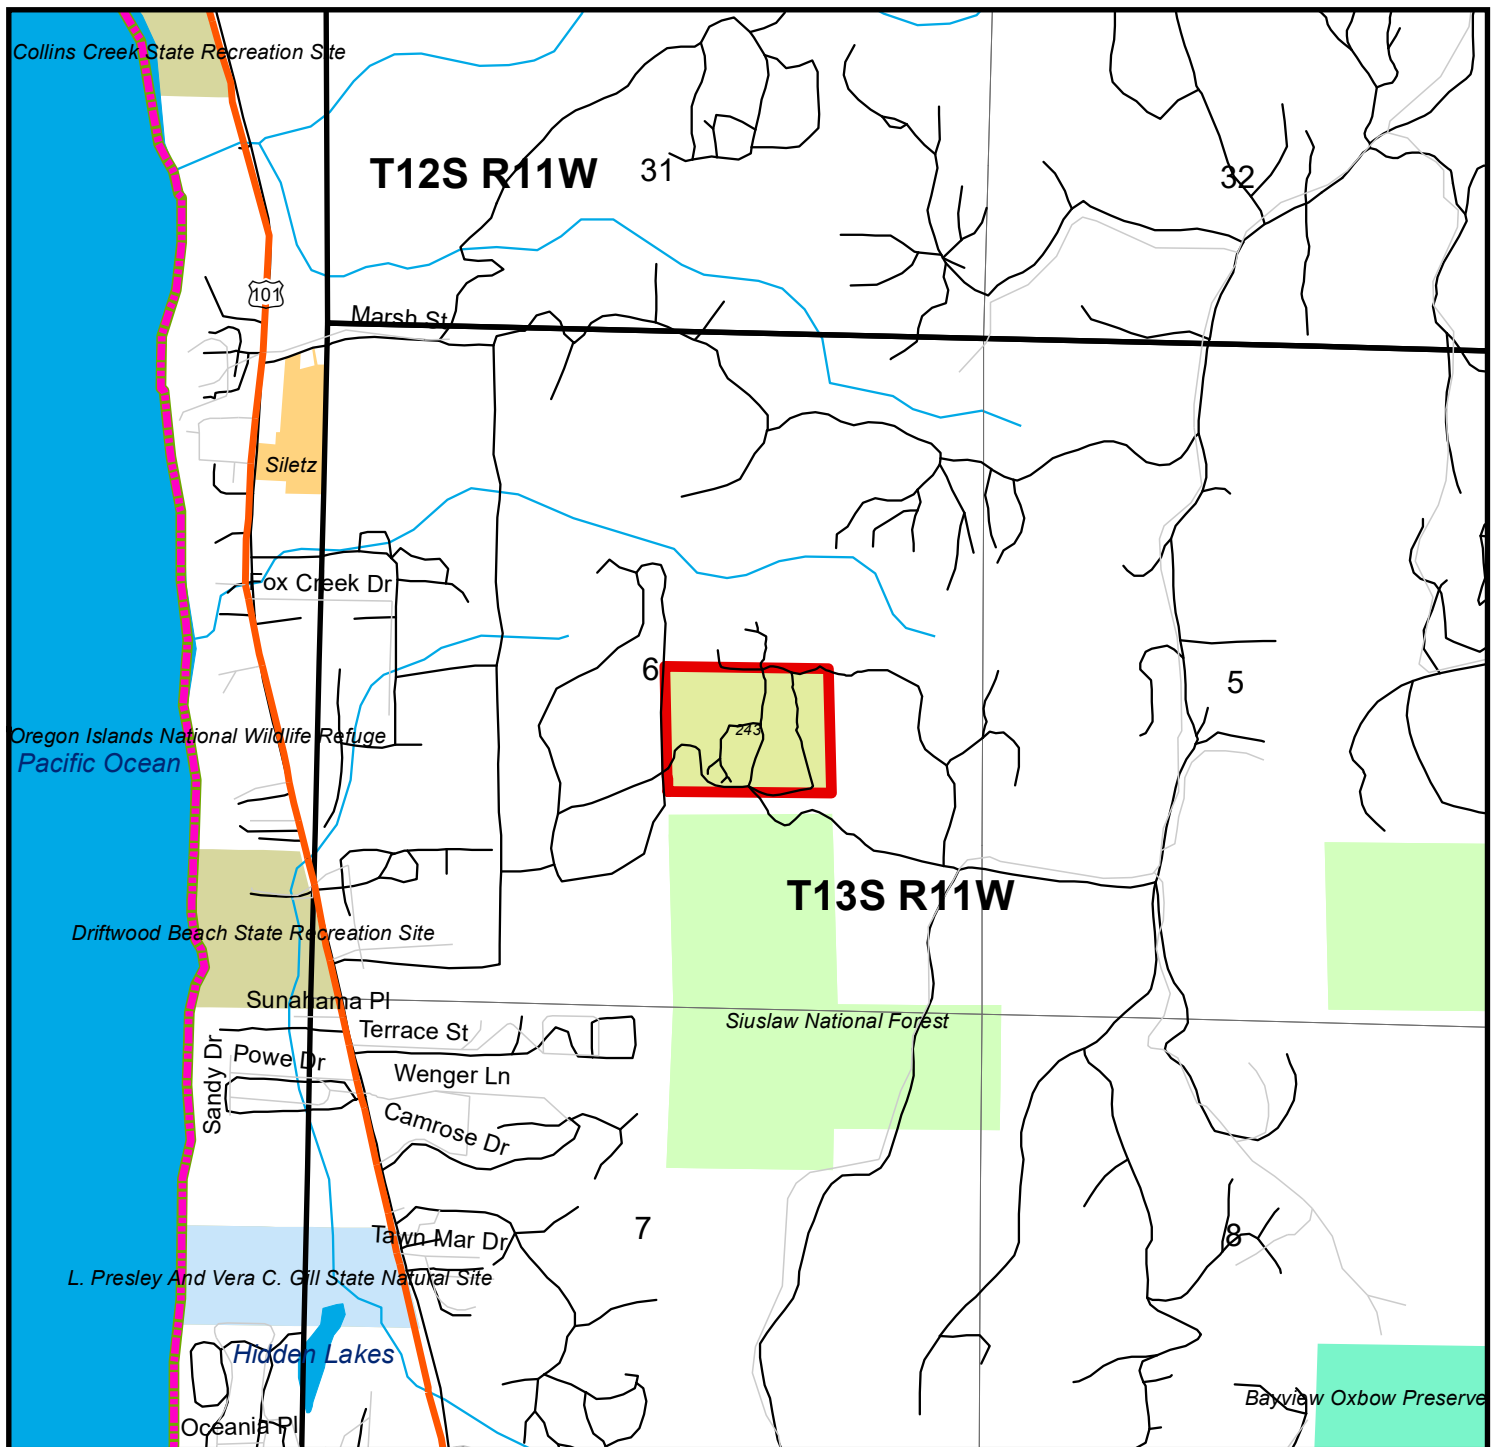 Collins Creek State Recreation Site
T12S R11W
31
32
101
Marsh St
Siletz
Fox Creek Dr
6
5
243
Oregon Islands National Wildlife Refuge
Pacific Ocean
T13S R11W
Driftwood Beach State Recreation Site
Sunahama Pl
Siuslaw National Forest
Terrace St
Sandy Dr
Powe Dr
Wenger Ln
Camrose Dr
7
8
Tawn Mar Dr
L. Presley And Vera C. Gill State Natural Site
Hidden Lakes
Bayview Oxbow Preserve
Oceania Pl